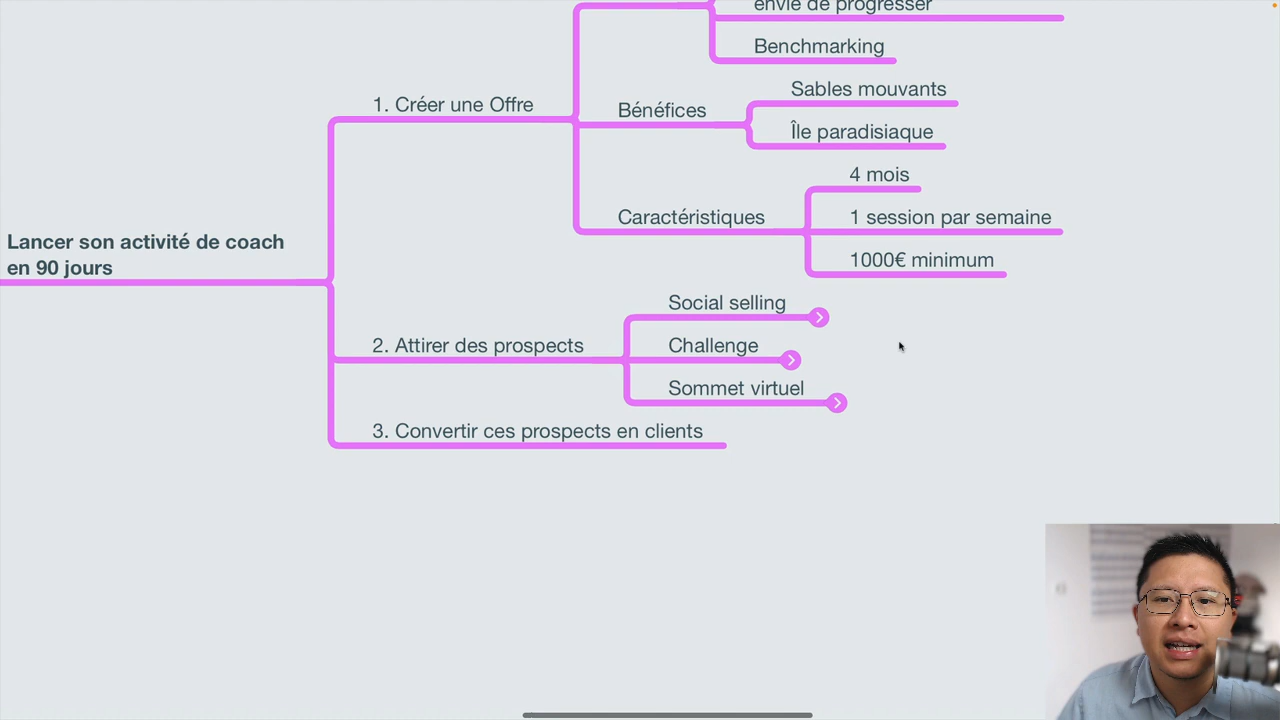 envie de progresser
Benchmarking
Sables mouvants
1. Créer une Offre
Bénéfices
Île paradisiaque
4 mois
Caractéristiques
1 session par semaine
Lancer son activité de coach
en 90 jours
1000€ minimum
Social selling
2. Attirer des prospects
Challenge
Sommet virtuel
3. Convertir ces prospects en clients